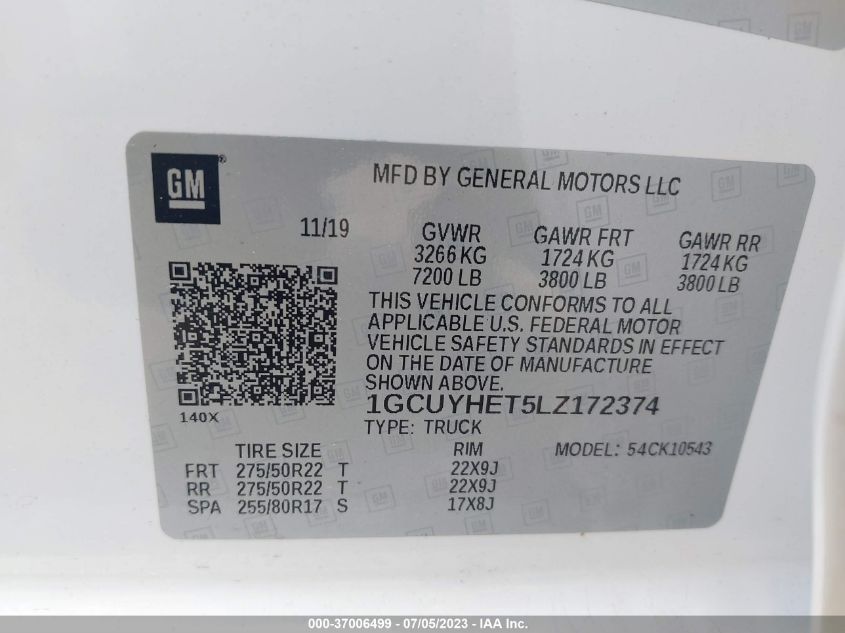 GM
MFD BY GENERAL MOTORS LLC
11/19
GVWR GAWR FRT GAWR RR
3266 KG 1724 KG 1724 KG
7200 LB 3800 LB 3800 LB
THIS VEHICLE CONFORMS TO ALL
APPLICABLE U.S. FEDERAL MOTOR
VEHICLE SAFETY STANDARDS IN EFFECT
ON THE DATE OF MANUFACTURE
SHOWN ABOVE.
140X
1GCUYHET5LZ172374
TYPE: TRUCK
TIRE SIZE RIM MODEL: 54CK10543
FRT 275/50R22 T 22X9J
RR 275/50R22 T 22X9J
SPA 255/80R17 S 17X8J
000-37006499 - 07/05/2023 - IAA Inc.